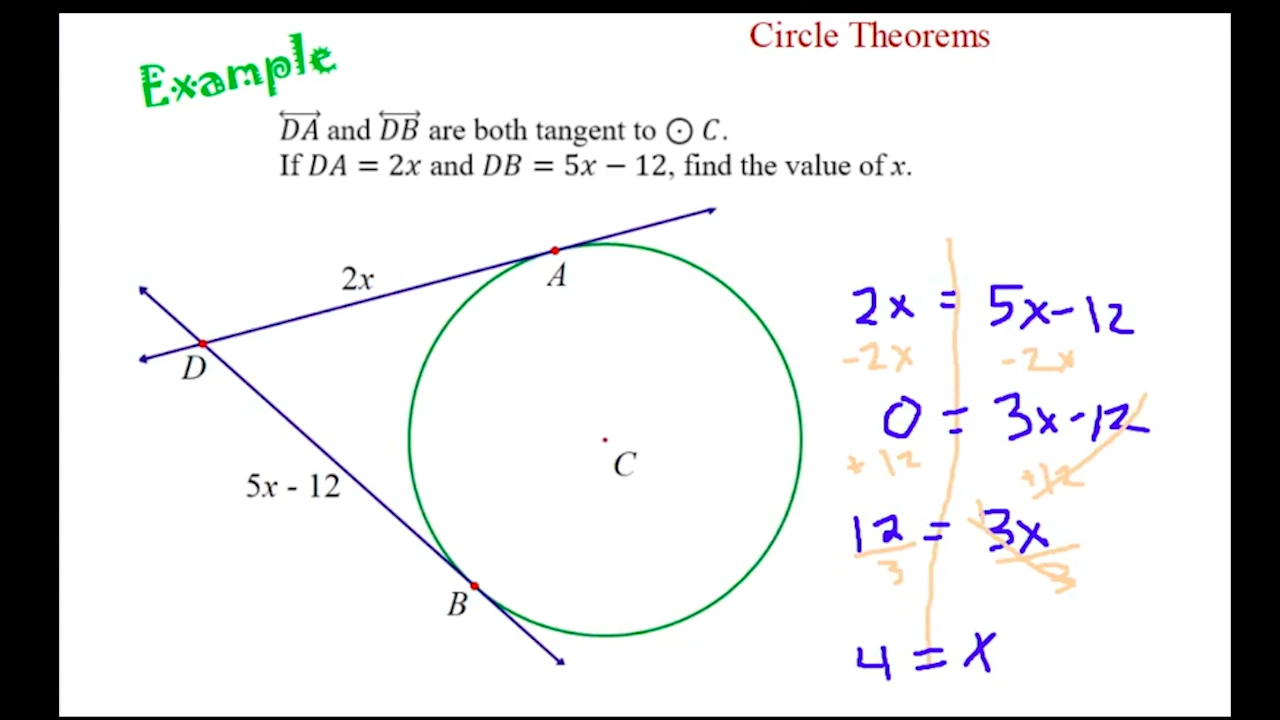 Circle Theorems
Example
DA and DB are both tangent to ⊙ C.
If DA = 2x and DB = 5x − 12, find the value of x.
2x
A
D
5x - 12
C
B
2x = 5x-12
-2x -2x
0 = 3x-12
+12 +12
12 = 3x
3 3
4 = x